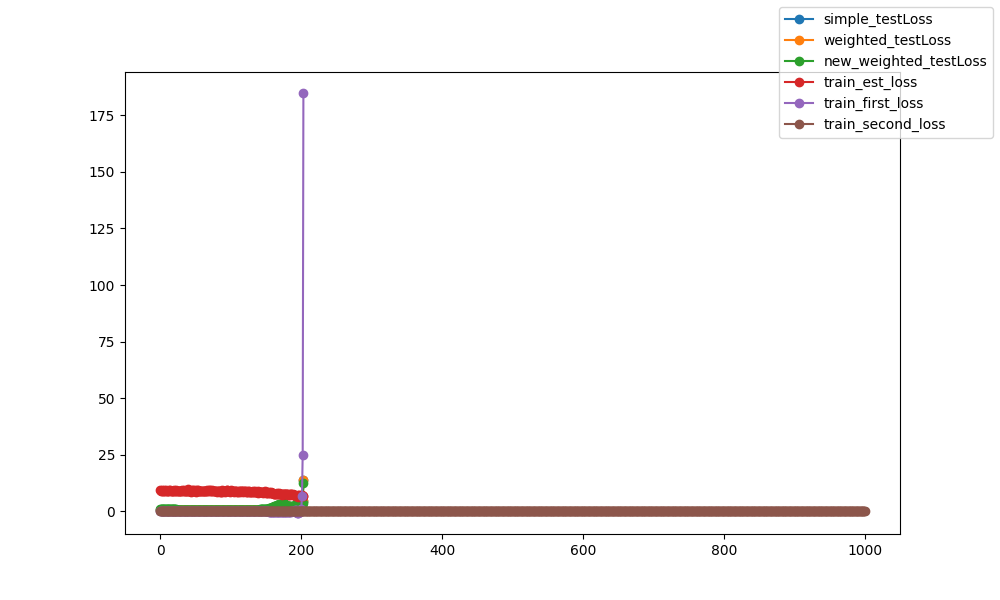 simple_testLoss
weighted_testLoss
new_weighted_testLoss
train_est_loss
train_first_loss
train_second_loss
175
150
125
100
75
50
25
0
0 200 400 600 800 1000